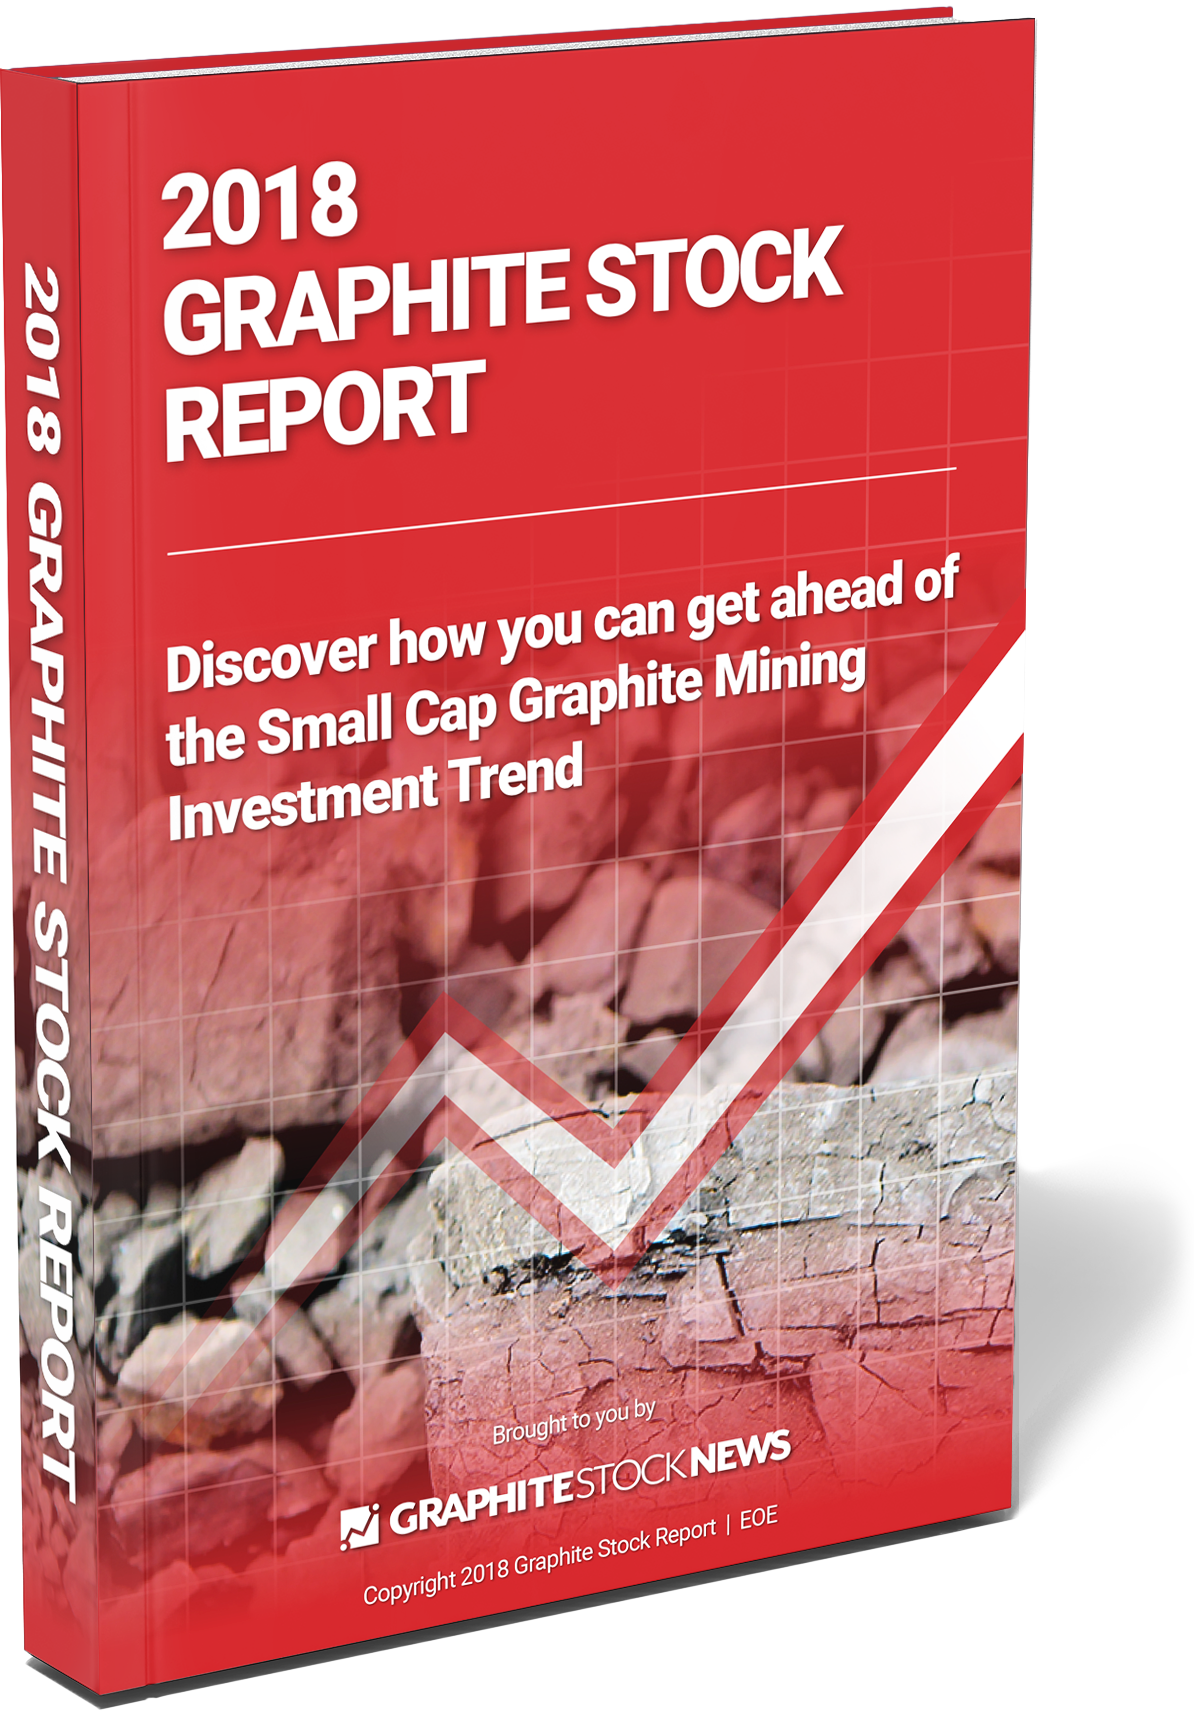 2018
GRAPHITE STOCK
REPORT
Discover how you can get ahead of
the Small Cap Graphite Mining
Investment Trend
Brought to you by
GRAPHITESTOCKNEWS
Copyright 2018 Graphite Stock Report | EOE
2018 GRAPHITE STOCK REPORT